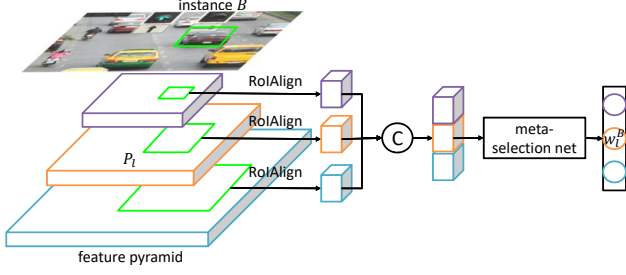 instance B
RoIAlign
RoIAlign
P_l
RoIAlign
C
meta-
selection net
w_l^B
feature pyramid